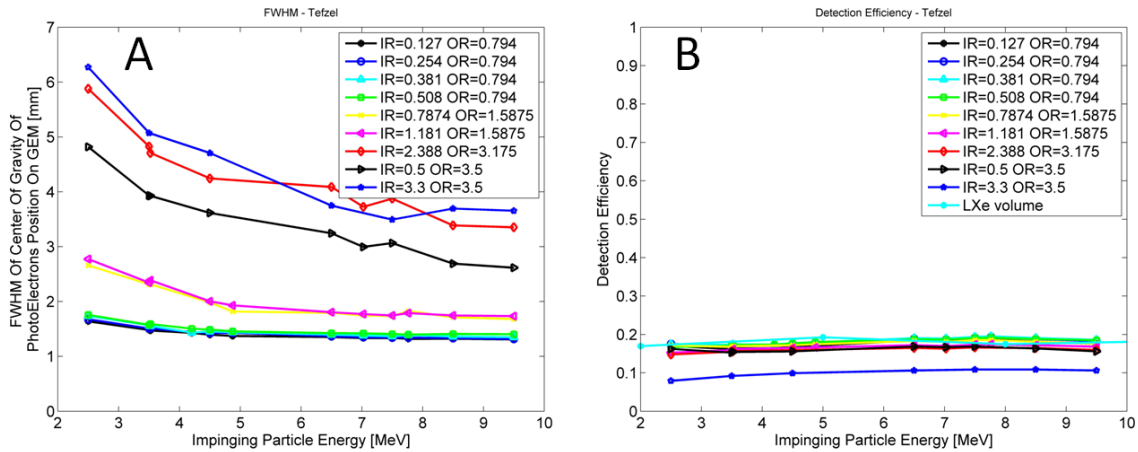 FWHM - Tefzel
A
7
6
5
4
3
2
1
0
FWHM Of Center Of Gravity Of
PhotoElectrons Position On GEM [mm]
IR=0.127 OR=0.794
IR=0.254 OR=0.794
IR=0.381 OR=0.794
IR=0.508 OR=0.794
IR=0.7874 OR=1.5875
IR=1.181 OR=1.5875
IR=2.388 OR=3.175
IR=0.5 OR=3.5
IR=3.3 OR=3.5
2 3 4 5 6 7 8 9 10
Impinging Particle Energy [MeV]
Detection Efficiency - Tefzel
B
1
0.9
0.8
0.7
0.6
0.5
0.4
0.3
0.2
0.1
0
Detection Efficiency
IR=0.127 OR=0.794
IR=0.254 OR=0.794
IR=0.381 OR=0.794
IR=0.508 OR=0.794
IR=0.7874 OR=1.5875
IR=1.181 OR=1.5875
IR=2.388 OR=3.175
IR=0.5 OR=3.5
IR=3.3 OR=3.5
LXe volume
2 3 4 5 6 7 8 9 10
Impinging Particle Energy [MeV]